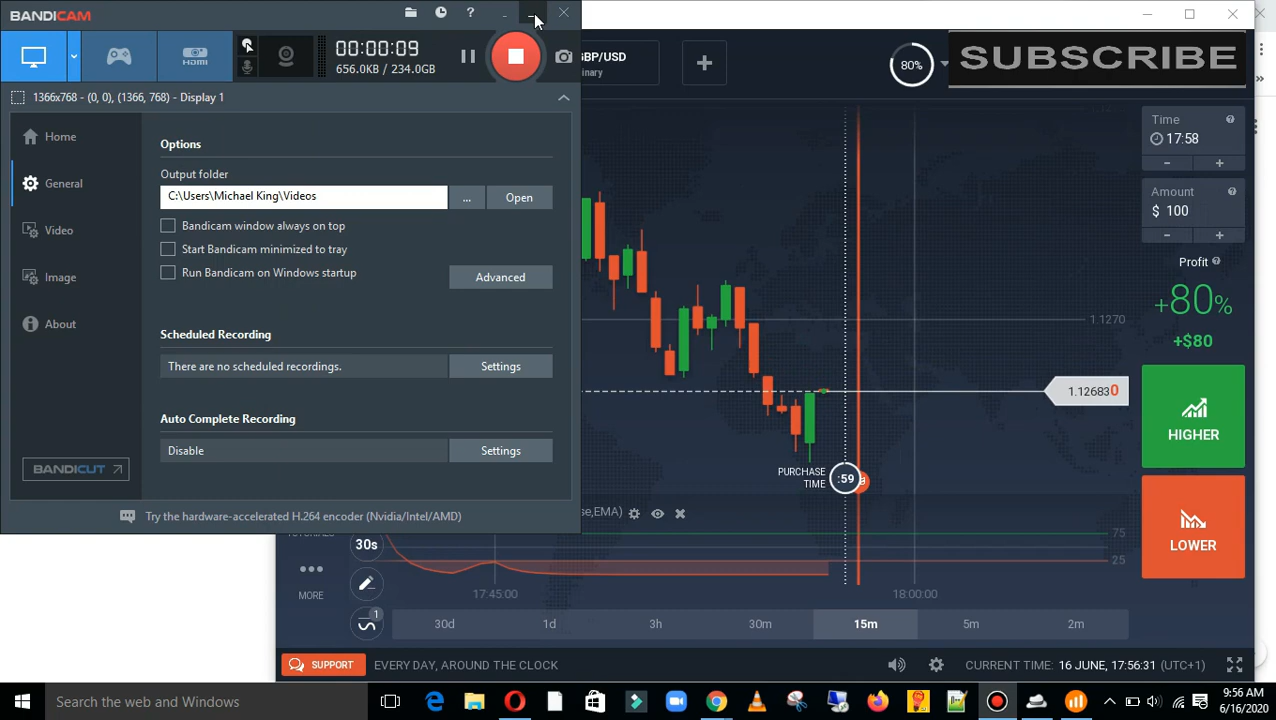 BANDICAM
?
00:00:09
656.0KB / 234.0GB
HDMI
1366x768 - (0, 0), (1366, 768) - Display 1
Home
General
Video
Image
About
BANDICUT
Options
Output folder
C:\Users\Michael King\Videos
...
Open
Bandicam window always on top
Start Bandicam minimized to tray
Run Bandicam on Windows startup
Advanced
Scheduled Recording
There are no scheduled recordings.
Settings
Auto Complete Recording
Disable
Settings
Try the hardware-accelerated H.264 encoder (Nvidia/Intel/AMD)
GBP/USD
80%
SUBSCRIBE
Time
17:58
Amount
$ 100
Profit
+80%
+$80
HIGHER
LOWER
1.1270
1.126830
PURCHASE
TIME
:59
,EMA)
75
25
30s
MORE
1
17:45:00
18:00:00
30d
1d
3h
30m
15m
5m
2m
SUPPORT
EVERY DAY, AROUND THE CLOCK
CURRENT TIME: 16 JUNE, 17:56:31 (UTC+1)
Search the web and Windows
9:56 AM
6/16/2020